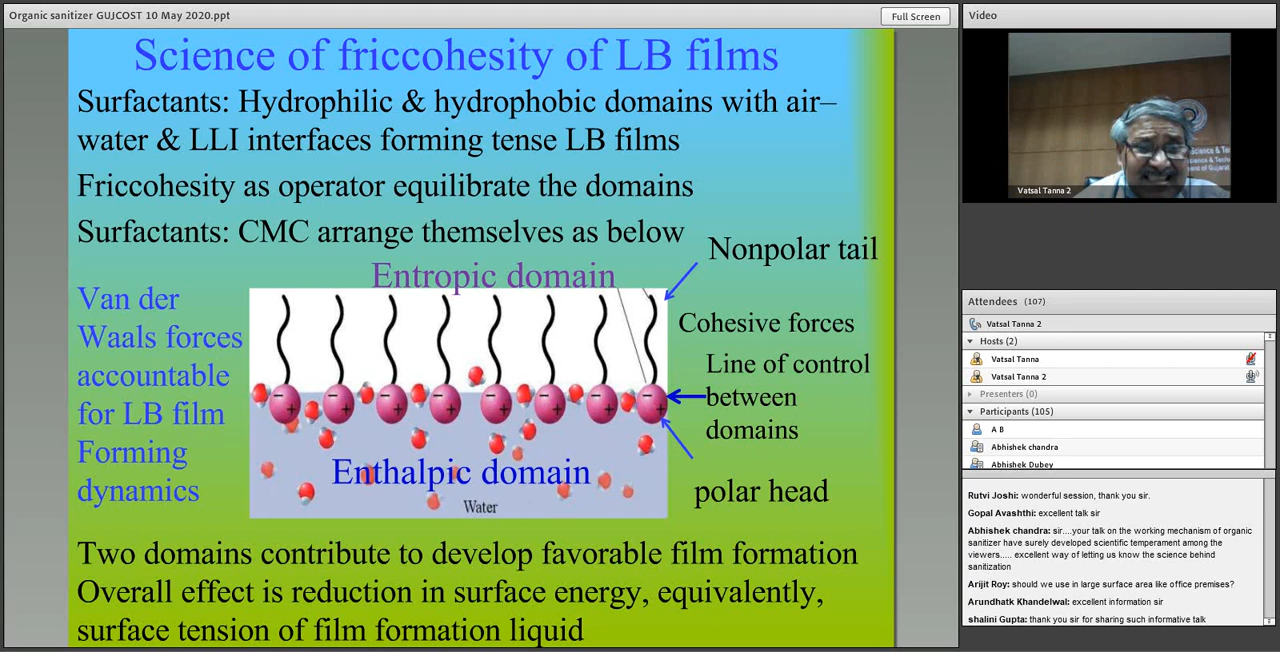 Organic sanitizer GUJCOST 10 May 2020.ppt
Full Screen
Science of friccohesity of LB films
Surfactants: Hydrophilic & hydrophobic domains with air–
water & LLI interfaces forming tense LB films
Friccohesity as operator equilibrate the domains
Surfactants: CMC arrange themselves as below
Nonpolar tail
Entropic domain
Van der
Waals forces
accountable
for LB film
Forming
dynamics
Cohesive forces
Line of control
between
domains
polar head
Enthalpic domain
Water
Two domains contribute to develop favorable film formation
Overall effect is reduction in surface energy, equivalently,
surface tension of film formation liquid
Video
Science & Te
Vatsal Tanna 2
Attendees (107)
Vatsal Tanna 2
Hosts (2)
Vatsal Tanna
Vatsal Tanna 2
Presenters (0)
Participants (105)
A B
Abhishek chandra
Abhishek Dubey
Rutvi Joshi: wonderful session, thank you sir.
Gopal Avashthi: excellent talk sir
Abhishek chandra: sir....your talk on the working mechanism of organic
sanitizer have surely developed scientific temperament among the
viewers..... excellent way of letting us know the science behind
sanitization
Arijit Roy: should we use in large surface area like office premises?
Arundhatk Khandelwal: excellent information sir
shalini Gupta: thank you sir for sharing such informative talk